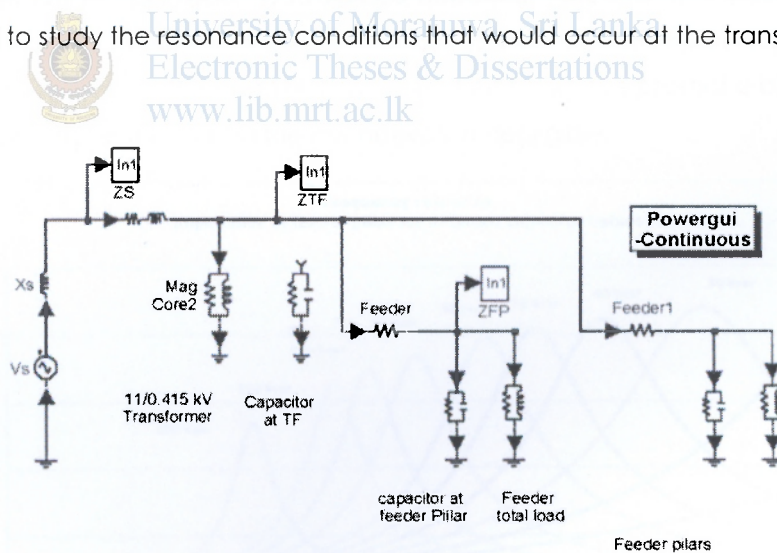 University of Moratuwa, Sri Lanka
to study the resonance conditions that would occur at the trans
Electronic Theses & Dissertations
www.lib.mrt.ac.lk
In1
ZS
In1
ZTF
Powergui
-Continuous
Xs
Mag
Core2
Feeder
In1
ZFP
Feeder1
Vs
11/0.415 kV
Transformer
Capacitor
at TF
capacitor at
feeder Pillar
Feeder
total load
Feeder pilars